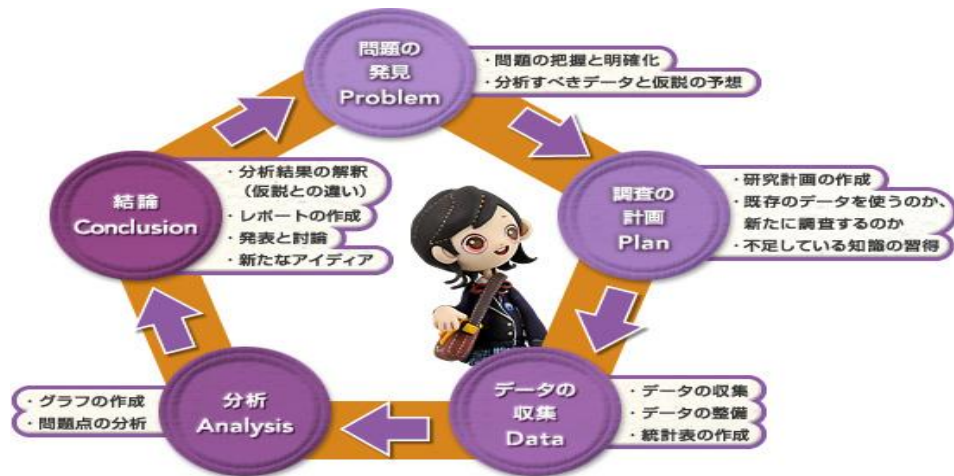 問題の
発見
Problem
・問題の把握と明確化
・分析すべきデータと仮説の予想
調査の
計画
Plan
・研究計画の作成
・既存のデータを使うのか、
新たに調査するのか
・不足している知識の習得
データの
収集
Data
・データの収集
・データの整備
・統計表の作成
分析
Analysis
・グラフの作成
・問題点の分析
結論
Conclusion
・分析結果の解釈
（仮説との違い）
・レポートの作成
・発表と討論
・新たなアイディア